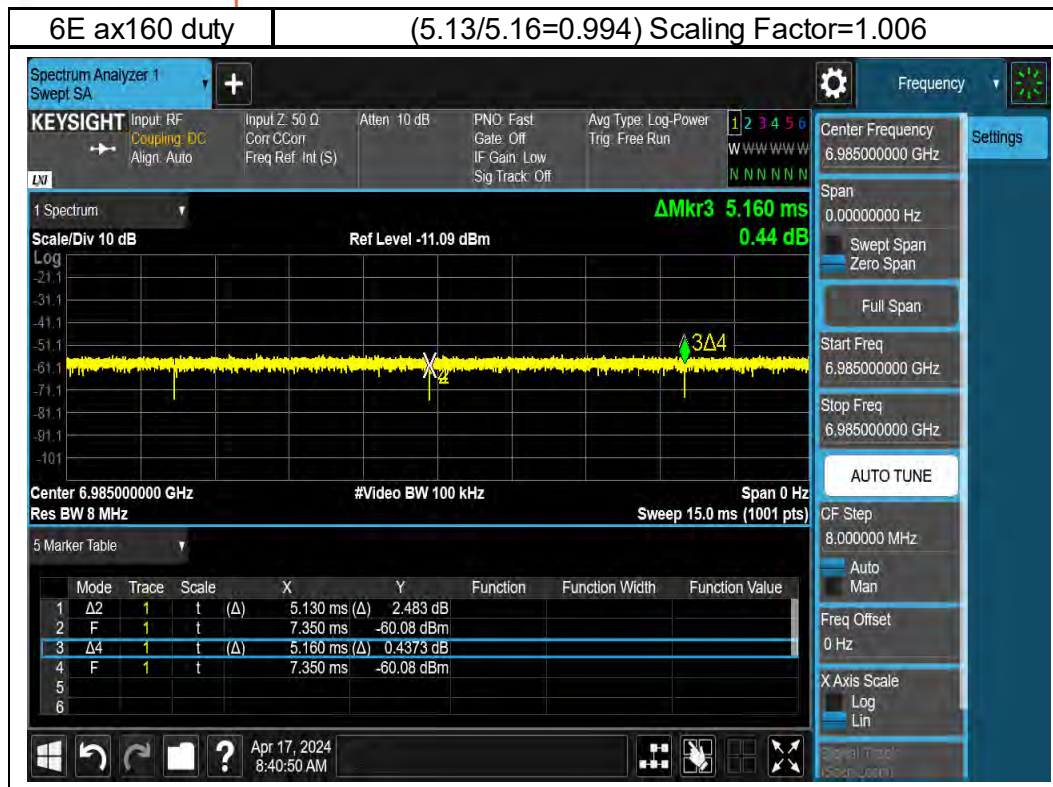 6E ax160 duty (5.13/5.16=0.994) Scaling Factor=1.006
Spectrum Analyzer 1
Swept SA
+
Frequency
KEYSIGHT Input: RF Input Z: 50 Ω Atten: 10 dB PNO: Fast Avg Type: Log-Power 1 2 3 4 5 6
Coupling: DC Corr CCorr Gate: Off Trig: Free Run W W W W W W
Align: Auto Freq Ref: Int (S) IF Gain: Low
LXI Sig Track: Off N N N N N N
Center Frequency
6.985000000 GHz
Settings
Span
0.00000000 Hz
Swept Span
Zero Span
Full Span
Start Freq
6.985000000 GHz
Stop Freq
6.985000000 GHz
AUTO TUNE
CF Step
8.000000 MHz
Auto
Man
Freq Offset
0 Hz
X Axis Scale
Log
Lin
Signal Track
(Span Zoom)
1 Spectrum ΔMkr3 5.160 ms
Scale/Div 10 dB Ref Level -11.09 dBm 0.44 dB
Log
-21.1
-31.1
-41.1
-51.1
-61.1
-71.1
-81.1
-91.1
-101
3Δ4
Center 6.985000000 GHz #Video BW 100 kHz Span 0 Hz
Res BW 8 MHz Sweep 15.0 ms (1001 pts)
5 Marker Table
Mode Trace Scale X Y Function Function Width Function Value
1 Δ2 1 t (Δ) 5.130 ms (Δ) 2.483 dB
2 F 1 t 7.350 ms -60.08 dBm
3 Δ4 1 t (Δ) 5.160 ms (Δ) 0.4373 dB
4 F 1 t 7.350 ms -60.08 dBm
5
6
? Apr 17, 2024
8:40:50 AM